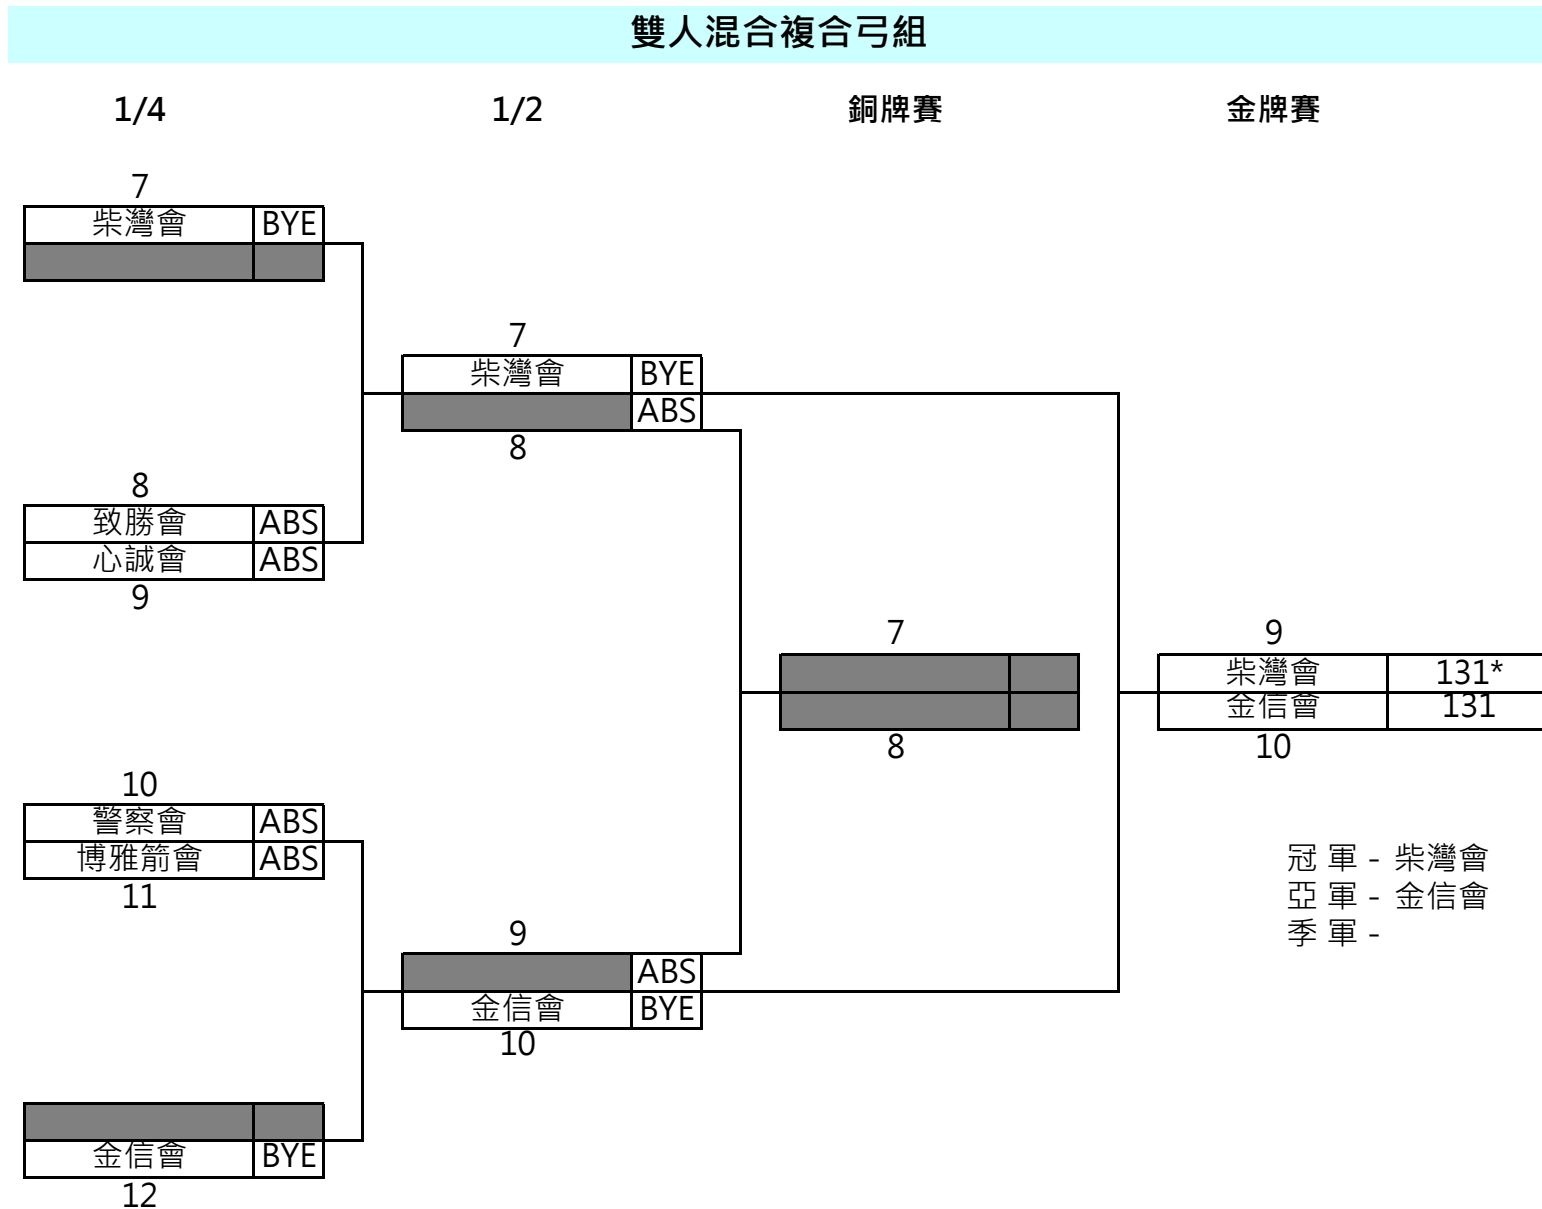 雙人混合複合弓組
1/4 1/2 銅牌賽 金牌賽
7
柴灣會 BYE
7
柴灣會 BYE
ABS
8
8
致勝會 ABS
心誠會 ABS
9
7 9
柴灣會 131*
金信會 131
8 10
10
警察會 ABS
博雅箭會 ABS
11
冠 軍 - 柴灣會
亞 軍 - 金信會
季 軍 -
9
ABS
金信會 BYE
10
金信會 BYE
12